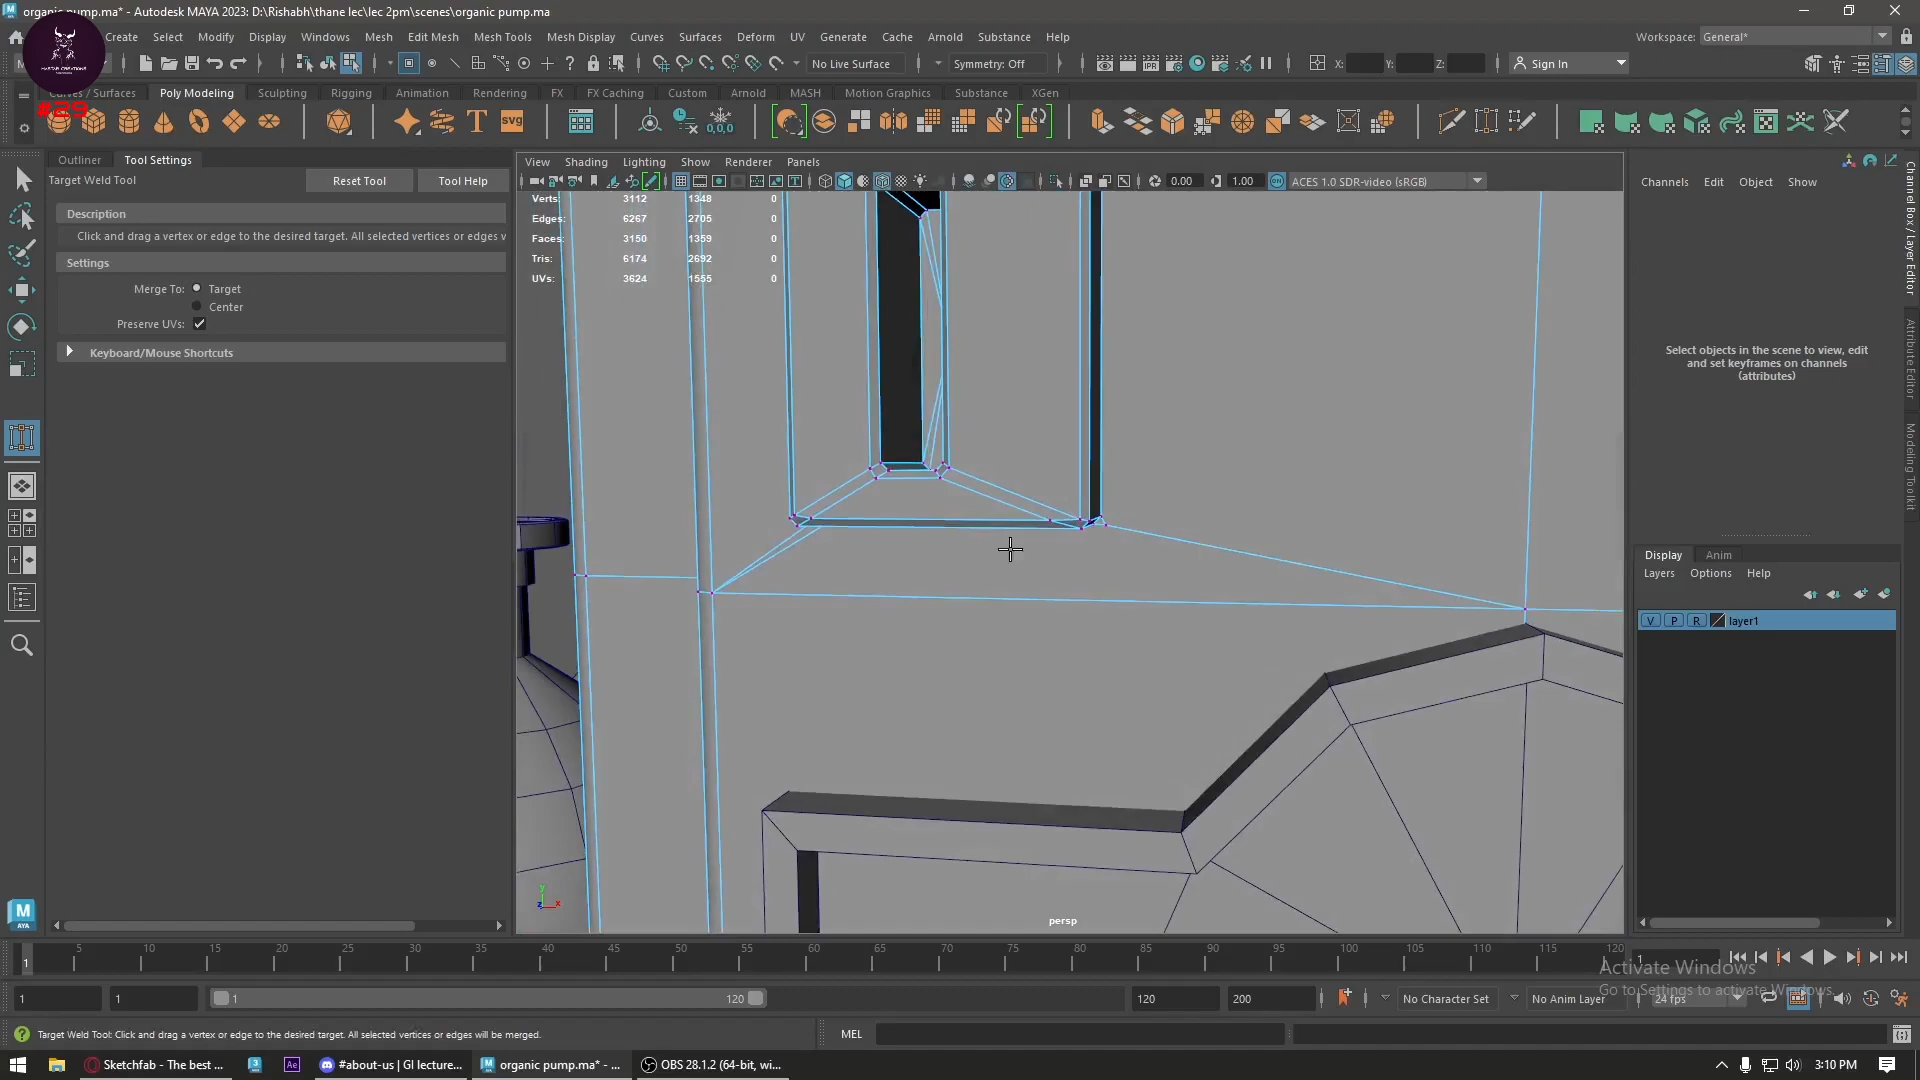 organic pump.ma* - Autodesk MAYA 2023: D:\Rishabh\thane lec\lec 2pm\scenes\organic pump.ma
Create Select Modify Display Windows Mesh Edit Mesh Mesh Tools Mesh Display Curves Surfaces Deform UV Generate Cache Arnold Substance Help
Workspace: General*
No Live Surface
Symmetry: Off
X: Y: Z:
Sign In
Curves / Surfaces Poly Modeling Sculpting Rigging Animation Rendering FX FX Caching Custom Arnold MASH Motion Graphics Substance XGen
#29
Outliner Tool Settings
Target Weld Tool Reset Tool Tool Help
Description
Click and drag a vertex or edge to the desired target. All selected vertices or edges w
Settings
Merge To: Target
Center
Preserve UVs:
Keyboard/Mouse Shortcuts
View Shading Lighting Show Renderer Panels
0.00 1.00 ACES 1.0 SDR-video (sRGB)
Verts: 3112 1348 0
Edges: 6267 2705 0
Faces: 3150 1359 0
Tris: 6174 2692 0
UVs: 3624 1555 0
persp
Channels Edit Object Show
Select objects in the scene to view, edit
and set keyframes on channels
(attributes)
Channel Box / Layer Editor
Attribute Editor
Modeling Toolkit
Display Anim
Layers Options Help
V P R layer1
5 10 15 20 25 30 35 40 45 50 55 60 65 70 75 80 85 90 95 100 105 110 115 120
1 1
1 1 1 120 120 200 No Character Set No Anim Layer 24 fps
Activate Windows
Go to Settings to activate Windows.
Target Weld Tool: Click and drag a vertex or edge to the desired target. All selected vertices or edges will be merged.
MEL
Sketchfab - The best ... #about-us | GI lecture... organic pump.ma* - ... OBS 28.1.2 (64-bit, wi...
3:10 PM